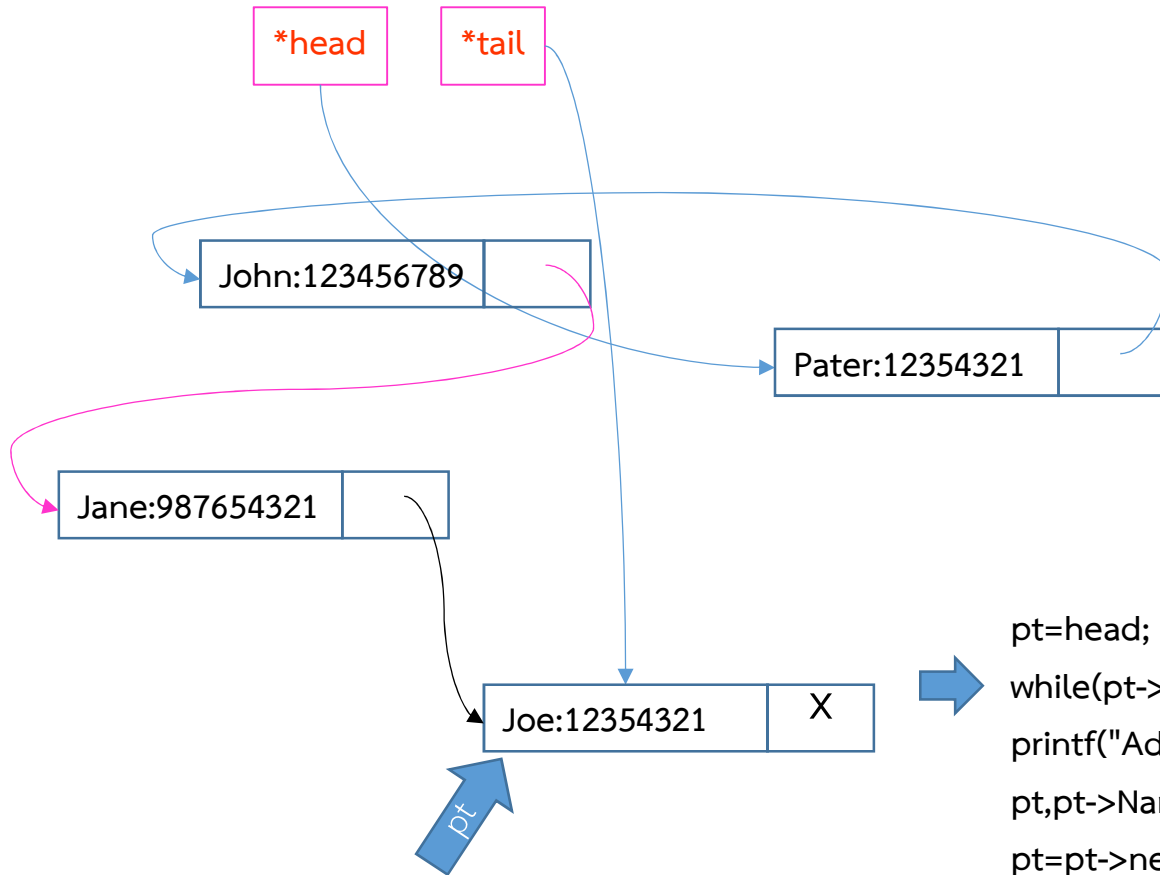 *head
*tail
John:123456789
Pater:12354321
Jane:987654321
Joe:12354321
X
pt
pt=head;
while(pt->
printf("Ad
pt,pt->Nar
pt=pt->ne